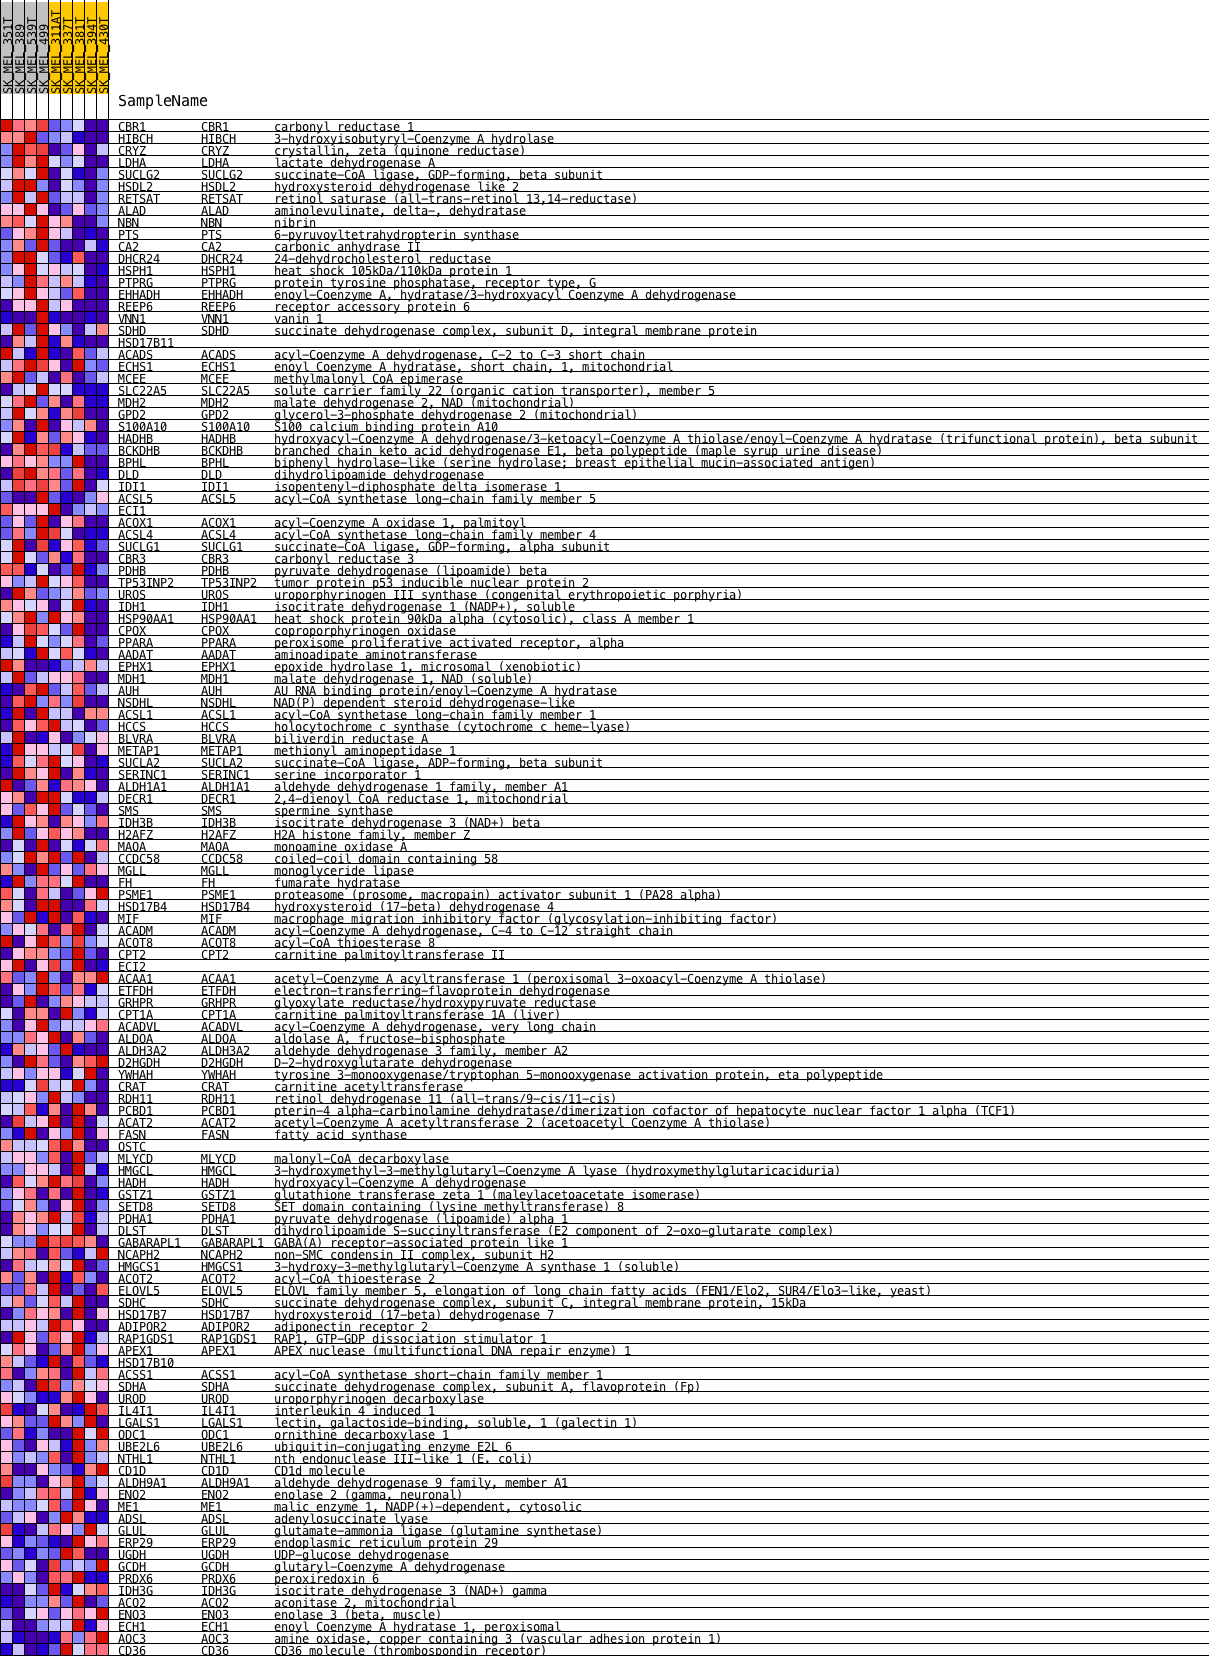 SK_MEL_351T
SK_MEL_389
SK_MEL_539T
SK_MEL_499
SK_MEL_311AT
SK_MEL_337T
SK_MEL_381T
SK_MEL_394T
SK_MEL_430T
SampleName
CBR1 CBR1 carbonyl reductase 1
HIBCH HIBCH 3-hydroxyisobutyryl-Coenzyme A hydrolase
CRYZ CRYZ crystallin, zeta (quinone reductase)
LDHA LDHA lactate dehydrogenase A
SUCLG2 SUCLG2 succinate-CoA ligase, GDP-forming, beta subunit
HSDL2 HSDL2 hydroxysteroid dehydrogenase like 2
RETSAT RETSAT retinol saturase (all-trans-retinol 13,14-reductase)
ALAD ALAD aminolevulinate, delta-, dehydratase
NBN NBN nibrin
PTS PTS 6-pyruvoyltetrahydropterin synthase
CA2 CA2 carbonic anhydrase II
DHCR24 DHCR24 24-dehydrocholesterol reductase
HSPH1 HSPH1 heat shock 105kDa/110kDa protein 1
PTPRG PTPRG protein tyrosine phosphatase, receptor type, G
EHHADH EHHADH enoyl-Coenzyme A, hydratase/3-hydroxyacyl Coenzyme A dehydrogenase
REEP6 REEP6 receptor accessory protein 6
VNN1 VNN1 vanin 1
SDHD SDHD succinate dehydrogenase complex, subunit D, integral membrane protein
HSD17B11
ACADS ACADS acyl-Coenzyme A dehydrogenase, C-2 to C-3 short chain
ECHS1 ECHS1 enoyl Coenzyme A hydratase, short chain, 1, mitochondrial
MCEE MCEE methylmalonyl CoA epimerase
SLC22A5 SLC22A5 solute carrier family 22 (organic cation transporter), member 5
MDH2 MDH2 malate dehydrogenase 2, NAD (mitochondrial)
GPD2 GPD2 glycerol-3-phosphate dehydrogenase 2 (mitochondrial)
S100A10 S100A10 S100 calcium binding protein A10
HADHB HADHB hydroxyacyl-Coenzyme A dehydrogenase/3-ketoacyl-Coenzyme A thiolase/enoyl-Coenzyme A hydratase (trifunctional protein), beta subunit
BCKDHB BCKDHB branched chain keto acid dehydrogenase E1, beta polypeptide (maple syrup urine disease)
BPHL BPHL biphenyl hydrolase-like (serine hydrolase; breast epithelial mucin-associated antigen)
DLD DLD dihydrolipoamide dehydrogenase
IDI1 IDI1 isopentenyl-diphosphate delta isomerase 1
ACSL5 ACSL5 acyl-CoA synthetase long-chain family member 5
ECI1
ACOX1 ACOX1 acyl-Coenzyme A oxidase 1, palmitoyl
ACSL4 ACSL4 acyl-CoA synthetase long-chain family member 4
SUCLG1 SUCLG1 succinate-CoA ligase, GDP-forming, alpha subunit
CBR3 CBR3 carbonyl reductase 3
PDHB PDHB pyruvate dehydrogenase (lipoamide) beta
TP53INP2 TP53INP2 tumor protein p53 inducible nuclear protein 2
UROS UROS uroporphyrinogen III synthase (congenital erythropoietic porphyria)
IDH1 IDH1 isocitrate dehydrogenase 1 (NADP+), soluble
HSP90AA1 HSP90AA1 heat shock protein 90kDa alpha (cytosolic), class A member 1
CPOX CPOX coproporphyrinogen oxidase
PPARA PPARA peroxisome proliferative activated receptor, alpha
AADAT AADAT aminoadipate aminotransferase
EPHX1 EPHX1 epoxide hydrolase 1, microsomal (xenobiotic)
MDH1 MDH1 malate dehydrogenase 1, NAD (soluble)
AUH AUH AU RNA binding protein/enoyl-Coenzyme A hydratase
NSDHL NSDHL NAD(P) dependent steroid dehydrogenase-like
ACSL1 ACSL1 acyl-CoA synthetase long-chain family member 1
HCCS HCCS holocytochrome c synthase (cytochrome c heme-lyase)
BLVRA BLVRA biliverdin reductase A
METAP1 METAP1 methionyl aminopeptidase 1
SUCLA2 SUCLA2 succinate-CoA ligase, ADP-forming, beta subunit
SERINC1 SERINC1 serine incorporator 1
ALDH1A1 ALDH1A1 aldehyde dehydrogenase 1 family, member A1
DECR1 DECR1 2,4-dienoyl CoA reductase 1, mitochondrial
SMS SMS spermine synthase
IDH3B IDH3B isocitrate dehydrogenase 3 (NAD+) beta
H2AFZ H2AFZ H2A histone family, member Z
MAOA MAOA monoamine oxidase A
CCDC58 CCDC58 coiled-coil domain containing 58
MGLL MGLL monoglyceride lipase
FH FH fumarate hydratase
PSME1 PSME1 proteasome (prosome, macropain) activator subunit 1 (PA28 alpha)
HSD17B4 HSD17B4 hydroxysteroid (17-beta) dehydrogenase 4
MIF MIF macrophage migration inhibitory factor (glycosylation-inhibiting factor)
ACADM ACADM acyl-Coenzyme A dehydrogenase, C-4 to C-12 straight chain
ACOT8 ACOT8 acyl-CoA thioesterase 8
CPT2 CPT2 carnitine palmitoyltransferase II
ECI2
ACAA1 ACAA1 acetyl-Coenzyme A acyltransferase 1 (peroxisomal 3-oxoacyl-Coenzyme A thiolase)
ETFDH ETFDH electron-transferring-flavoprotein dehydrogenase
GRHPR GRHPR glyoxylate reductase/hydroxypyruvate reductase
CPT1A CPT1A carnitine palmitoyltransferase 1A (liver)
ACADVL ACADVL acyl-Coenzyme A dehydrogenase, very long chain
ALDOA ALDOA aldolase A, fructose-bisphosphate
ALDH3A2 ALDH3A2 aldehyde dehydrogenase 3 family, member A2
D2HGDH D2HGDH D-2-hydroxyglutarate dehydrogenase
YWHAH YWHAH tyrosine 3-monooxygenase/tryptophan 5-monooxygenase activation protein, eta polypeptide
CRAT CRAT carnitine acetyltransferase
RDH11 RDH11 retinol dehydrogenase 11 (all-trans/9-cis/11-cis)
PCBD1 PCBD1 pterin-4 alpha-carbinolamine dehydratase/dimerization cofactor of hepatocyte nuclear factor 1 alpha (TCF1)
ACAT2 ACAT2 acetyl-Coenzyme A acetyltransferase 2 (acetoacetyl Coenzyme A thiolase)
FASN FASN fatty acid synthase
OSTC
MLYCD MLYCD malonyl-CoA decarboxylase
HMGCL HMGCL 3-hydroxymethyl-3-methylglutaryl-Coenzyme A lyase (hydroxymethylglutaricaciduria)
HADH HADH hydroxyacyl-Coenzyme A dehydrogenase
GSTZ1 GSTZ1 glutathione transferase zeta 1 (maleylacetoacetate isomerase)
SETD8 SETD8 SET domain containing (lysine methyltransferase) 8
PDHA1 PDHA1 pyruvate dehydrogenase (lipoamide) alpha 1
DLST DLST dihydrolipoamide S-succinyltransferase (E2 component of 2-oxo-glutarate complex)
GABARAPL1 GABARAPL1 GABA(A) receptor-associated protein like 1
NCAPH2 NCAPH2 non-SMC condensin II complex, subunit H2
HMGCS1 HMGCS1 3-hydroxy-3-methylglutaryl-Coenzyme A synthase 1 (soluble)
ACOT2 ACOT2 acyl-CoA thioesterase 2
ELOVL5 ELOVL5 ELOVL family member 5, elongation of long chain fatty acids (FEN1/Elo2, SUR4/Elo3-like, yeast)
SDHC SDHC succinate dehydrogenase complex, subunit C, integral membrane protein, 15kDa
HSD17B7 HSD17B7 hydroxysteroid (17-beta) dehydrogenase 7
ADIPOR2 ADIPOR2 adiponectin receptor 2
RAP1GDS1 RAP1GDS1 RAP1, GTP-GDP dissociation stimulator 1
APEX1 APEX1 APEX nuclease (multifunctional DNA repair enzyme) 1
HSD17B10
ACSS1 ACSS1 acyl-CoA synthetase short-chain family member 1
SDHA SDHA succinate dehydrogenase complex, subunit A, flavoprotein (Fp)
UROD UROD uroporphyrinogen decarboxylase
IL4I1 IL4I1 interleukin 4 induced 1
LGALS1 LGALS1 lectin, galactoside-binding, soluble, 1 (galectin 1)
ODC1 ODC1 ornithine decarboxylase 1
UBE2L6 UBE2L6 ubiquitin-conjugating enzyme E2L 6
NTHL1 NTHL1 nth endonuclease III-like 1 (E. coli)
CD1D CD1D CD1d molecule
ALDH9A1 ALDH9A1 aldehyde dehydrogenase 9 family, member A1
ENO2 ENO2 enolase 2 (gamma, neuronal)
ME1 ME1 malic enzyme 1, NADP(+)-dependent, cytosolic
ADSL ADSL adenylosuccinate lyase
GLUL GLUL glutamate-ammonia ligase (glutamine synthetase)
ERP29 ERP29 endoplasmic reticulum protein 29
UGDH UGDH UDP-glucose dehydrogenase
GCDH GCDH glutaryl-Coenzyme A dehydrogenase
PRDX6 PRDX6 peroxiredoxin 6
IDH3G IDH3G isocitrate dehydrogenase 3 (NAD+) gamma
ACO2 ACO2 aconitase 2, mitochondrial
ENO3 ENO3 enolase 3 (beta, muscle)
ECH1 ECH1 enoyl Coenzyme A hydratase 1, peroxisomal
AOC3 AOC3 amine oxidase, copper containing 3 (vascular adhesion protein 1)
CD36 CD36 CD36 molecule (thrombospondin receptor)